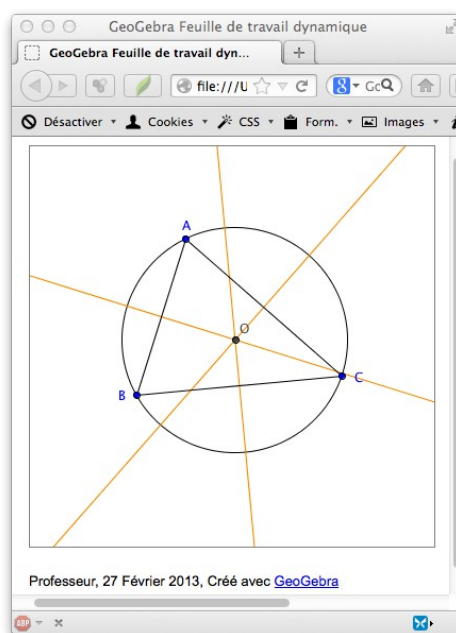 GeoGebra Feuille de travail dynamique
GeoGebra Feuille de travail dyn...
file:///U
Désactiver Cookies CSS Form. Images
A
O
B
C
Professeur, 27 Février 2013, Créé avec GeoGebra
ABP